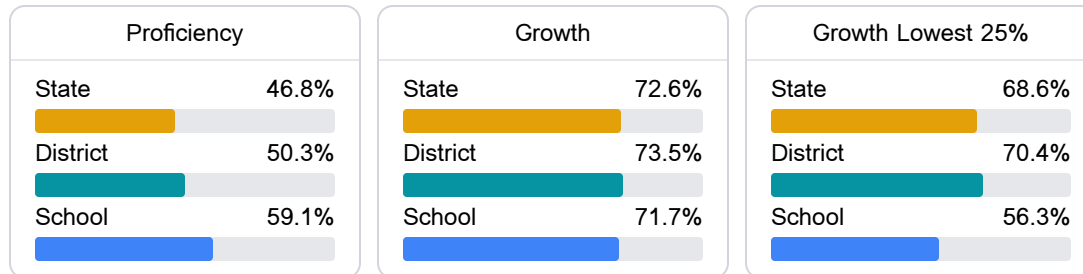 Proficiency
State 46.8%
District 50.3%
School 59.1%
Growth
State 72.6%
District 73.5%
School 71.7%
Growth Lowest 25%
State 68.6%
District 70.4%
School 56.3%